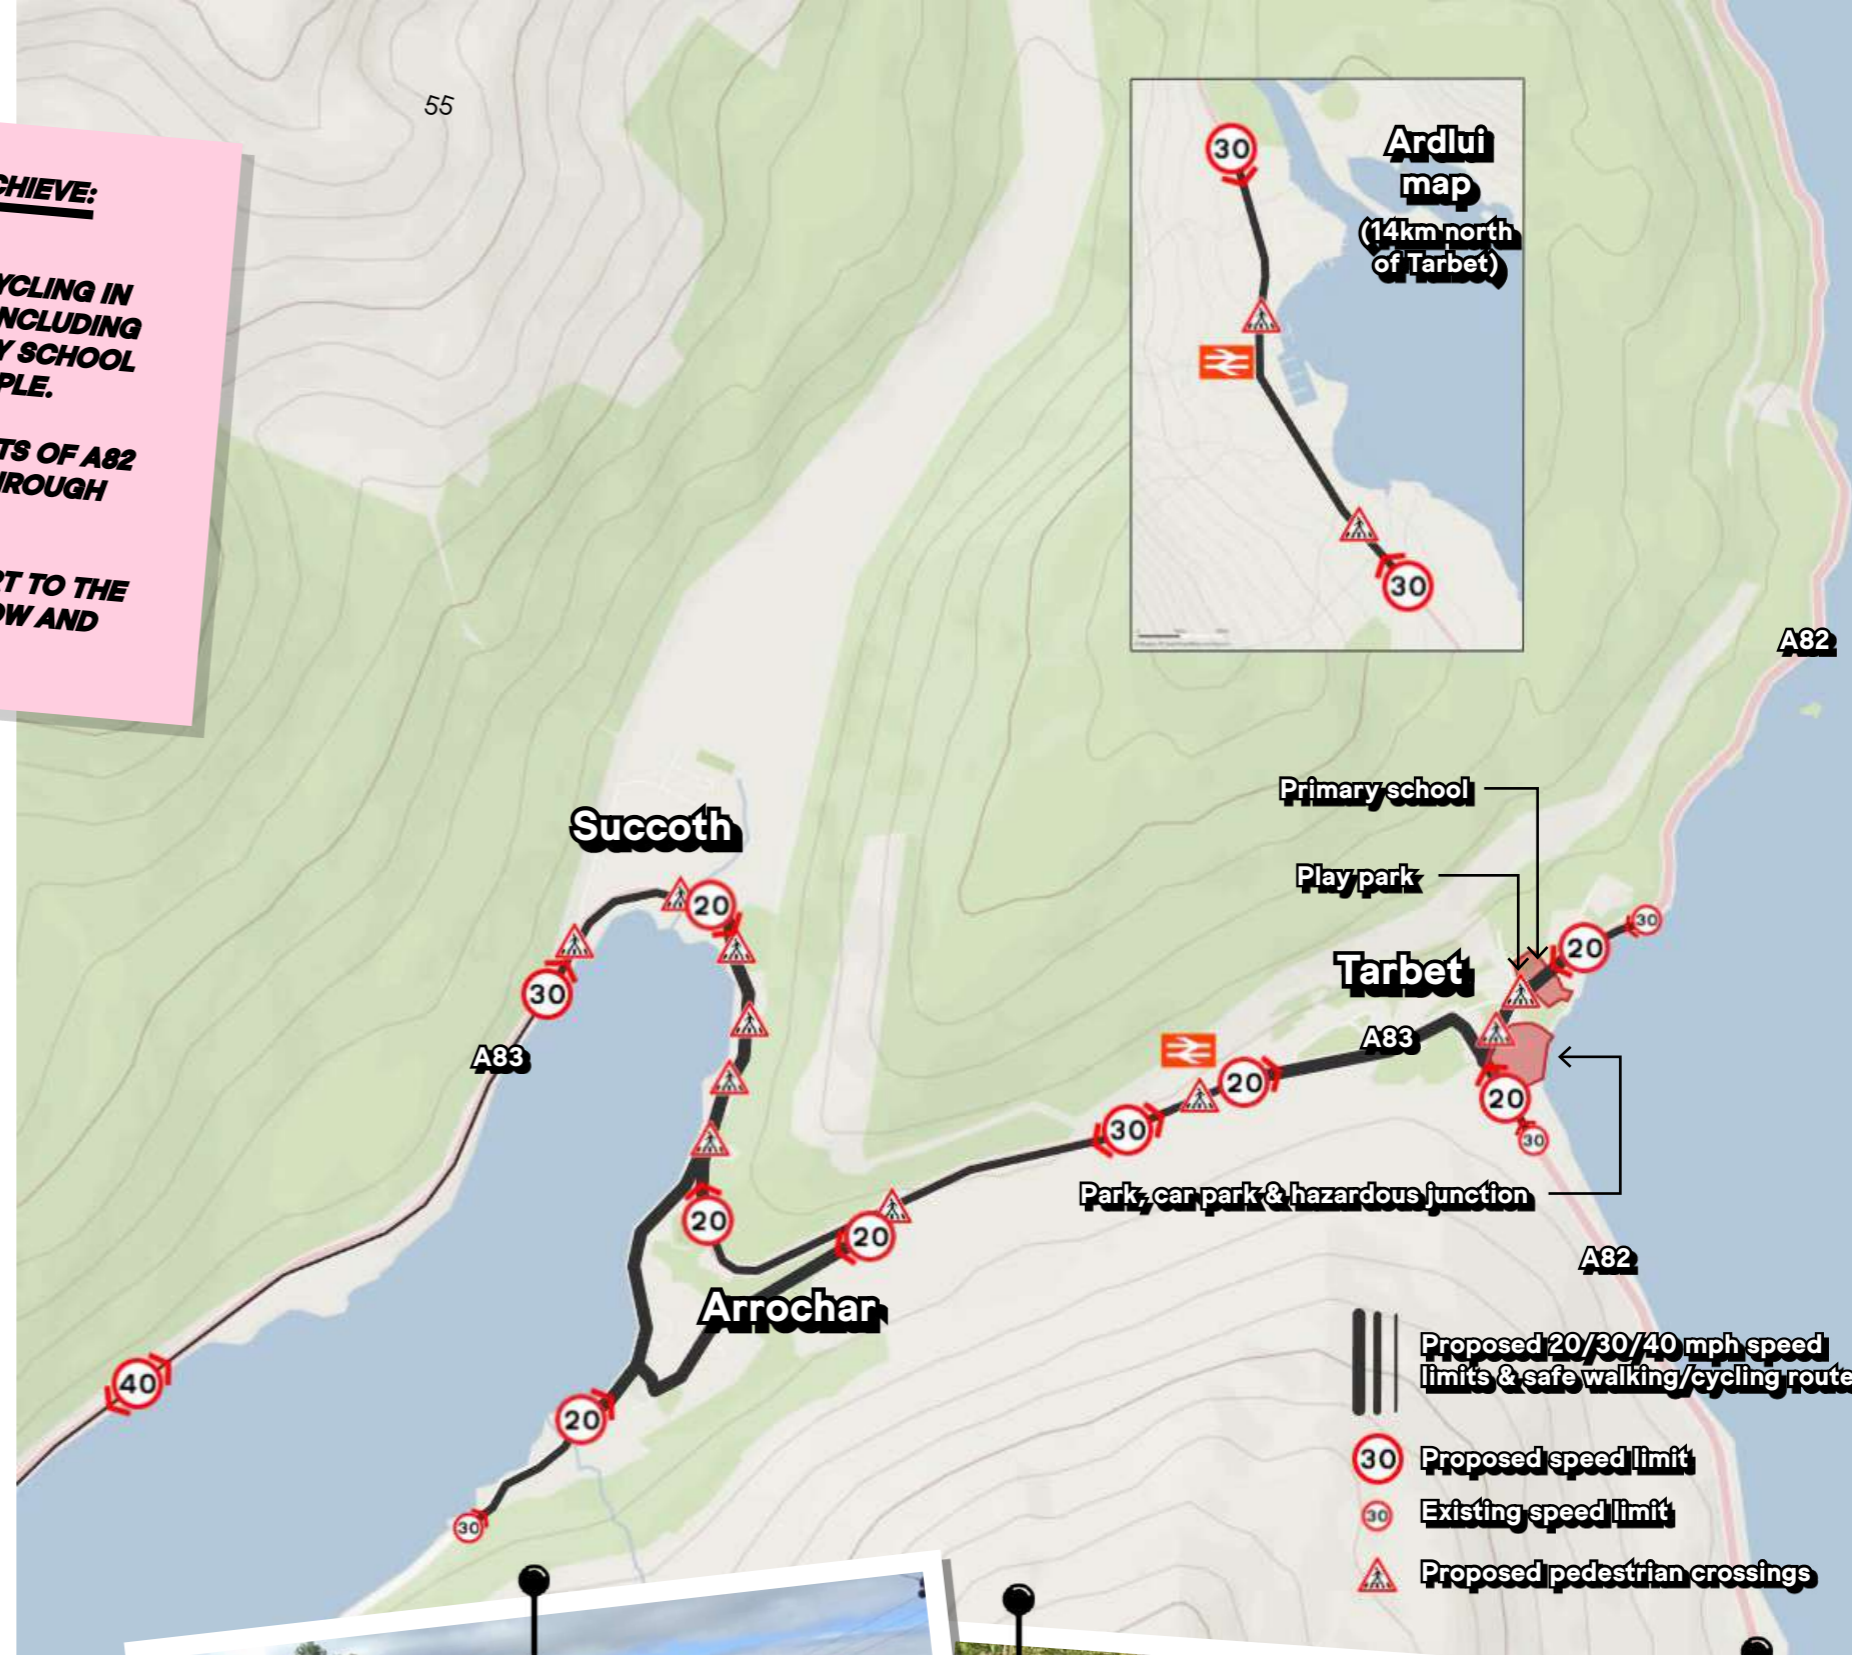 55
CHIEVE:
YCLING IN
NCLUDING
Y SCHOOL
PLE.
TS OF A82
HROUGH
RT TO THE
OW AND
30
Ardlui
map
(14km north
of Tarbet)
30
A82
Primary school
Play park
Succoth
20
30
20
30
Tarbet
A83
A83
20
20
30
30
Park, car park & hazardous junction
20
20
A82
Arrochar
40
20
30
Proposed 20/30/40 mph speed
limits & safe walking/cycling route
30
Proposed speed limit
30
Existing speed limit
Proposed pedestrian crossings